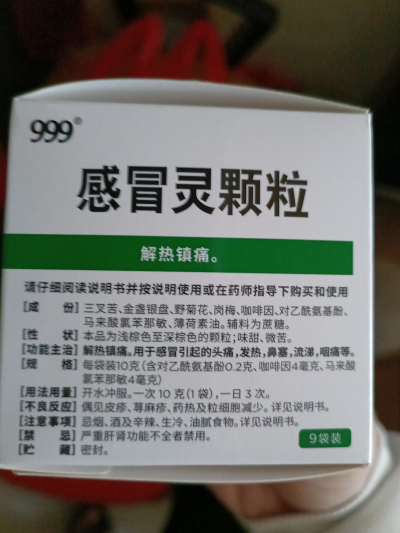 999®
感冒灵颗粒
解热镇痛。
请仔细阅读说明书并按说明使用或在药师指导下购买和使用
[成 份] 三叉苦、金盏银盘、野菊花、岗梅、咖啡因、对乙酰氨基酚、
马来酸氯苯那敏、薄荷素油。辅料为蔗糖。
[性 状] 本品为浅棕色至深棕色的颗粒；味甜、微苦。
[功能主治] 解热镇痛。用于感冒引起的头痛，发热，鼻塞，流涕，咽痛等。
[规 格] 每袋装10克(含对乙酰氨基酚0.2克、咖啡因4毫克、马来酸
氯苯那敏4毫克)
[用法用量] 开水冲服。一次 10 克(1 袋)，一日 3 次。
[不良反应] 偶见皮疹、荨麻疹、药热及粒细胞减少。详见说明书。
[注意事项] 忌烟、酒及辛辣、生冷、油腻食物。详见说明书。
[禁 忌] 严重肝肾功能不全者禁用。
[贮 藏] 密封。
9袋装